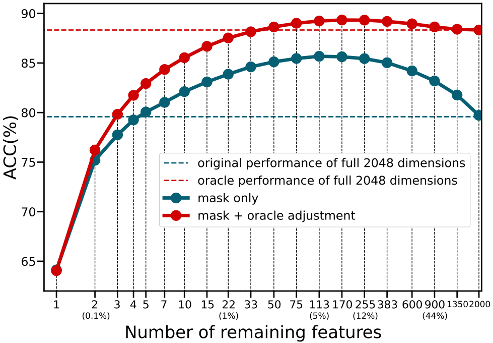 90
85
80
75
70
65
ACC(%)
original performance of full 2048 dimensions
oracle performance of full 2048 dimensions
mask only
mask + oracle adjustment
1 2 3 4 5 7 10 15 22 33 50 75 113 170 255 383 600 900 1350 2000
(0.1%) (1%) (5%) (12%) (44%)
Number of remaining features